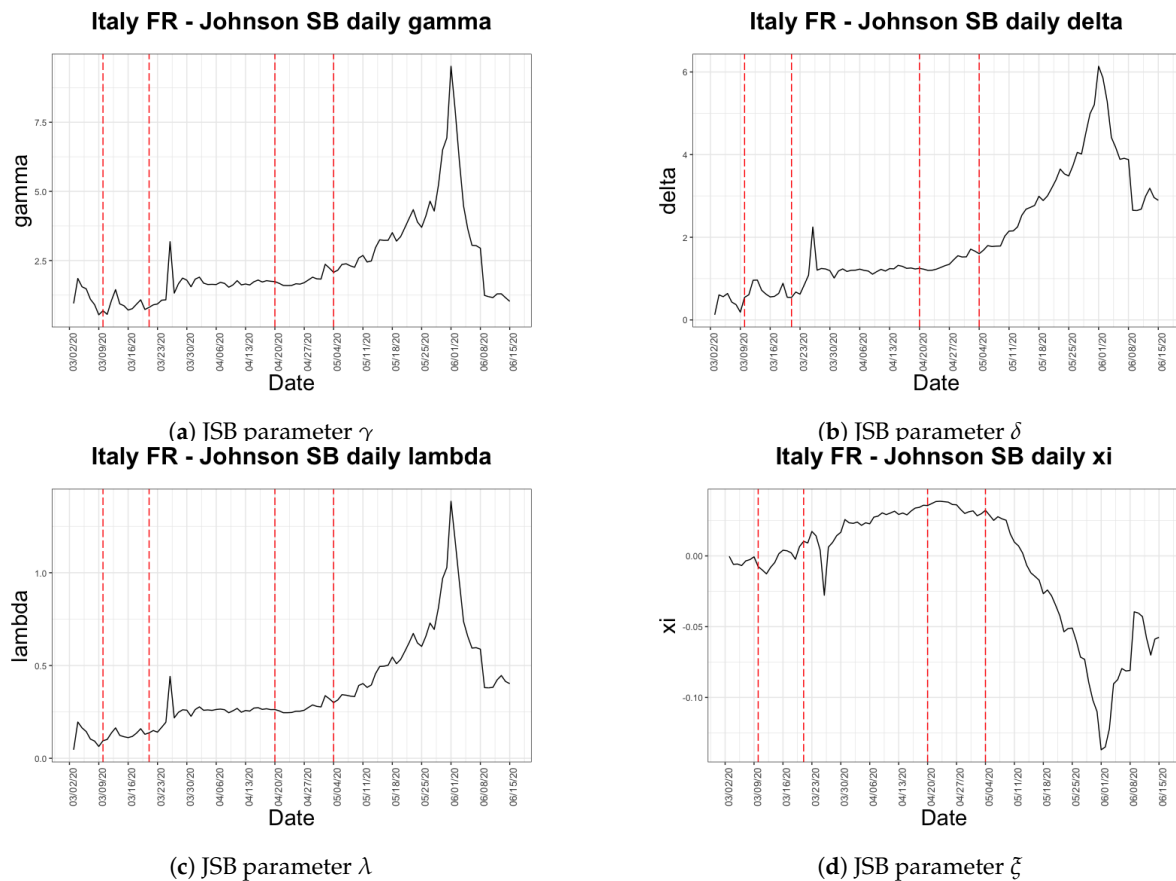 Italy FR - Johnson SB daily gamma
gamma
7.5
5.0
2.5
03/02/20 03/09/20 03/16/20 03/23/20 03/30/20 04/06/20 04/13/20 04/20/20 04/27/20 05/04/20 05/11/20 05/18/20 05/25/20 06/01/20 06/08/20 06/15/20
Date
(a) JSB parameter γ
Italy FR - Johnson SB daily delta
delta
6
4
2
0
03/02/20 03/09/20 03/16/20 03/23/20 03/30/20 04/06/20 04/13/20 04/20/20 04/27/20 05/04/20 05/11/20 05/18/20 05/25/20 06/01/20 06/08/20 06/15/20
Date
(b) JSB parameter δ
Italy FR - Johnson SB daily lambda
lambda
1.0
0.5
0.0
03/02/20 03/09/20 03/16/20 03/23/20 03/30/20 04/06/20 04/13/20 04/20/20 04/27/20 05/04/20 05/11/20 05/18/20 05/25/20 06/01/20 06/08/20 06/15/20
Date
(c) JSB parameter λ
Italy FR - Johnson SB daily xi
xi
0.00
-0.05
-0.10
03/02/20 03/09/20 03/16/20 03/23/20 03/30/20 04/06/20 04/13/20 04/20/20 04/27/20 05/04/20 05/11/20 05/18/20 05/25/20 06/01/20 06/08/20 06/15/20
Date
(d) JSB parameter ξ